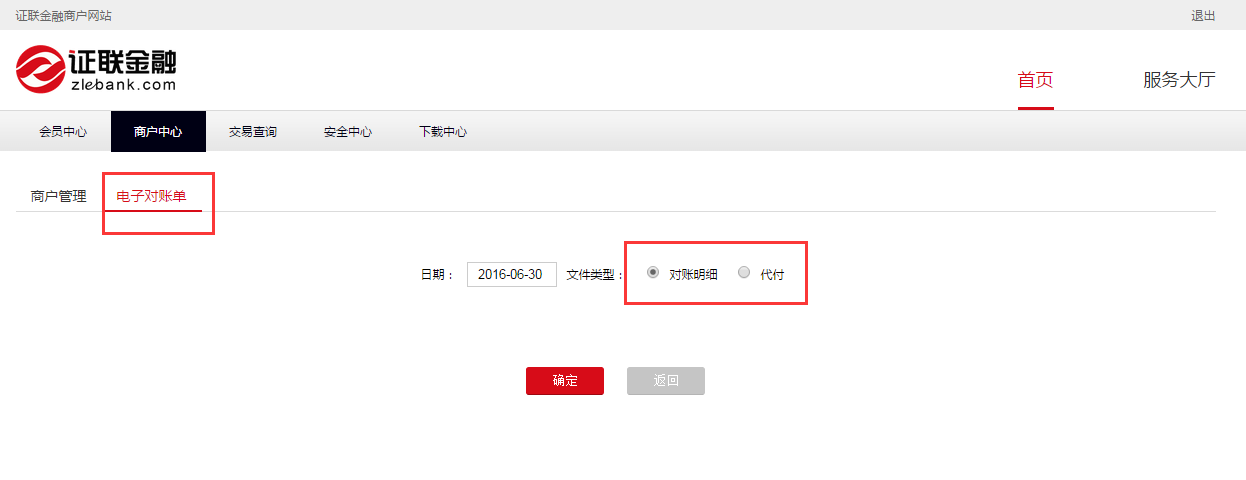 证联金融商户网站 退出
证联金融
zlebank.com
首页 服务大厅
会员中心 商户中心 交易查询 安全中心 下载中心
商户管理 电子对账单
日期： 2016-06-30 文件类型： 对账明细 代付
确定 返回